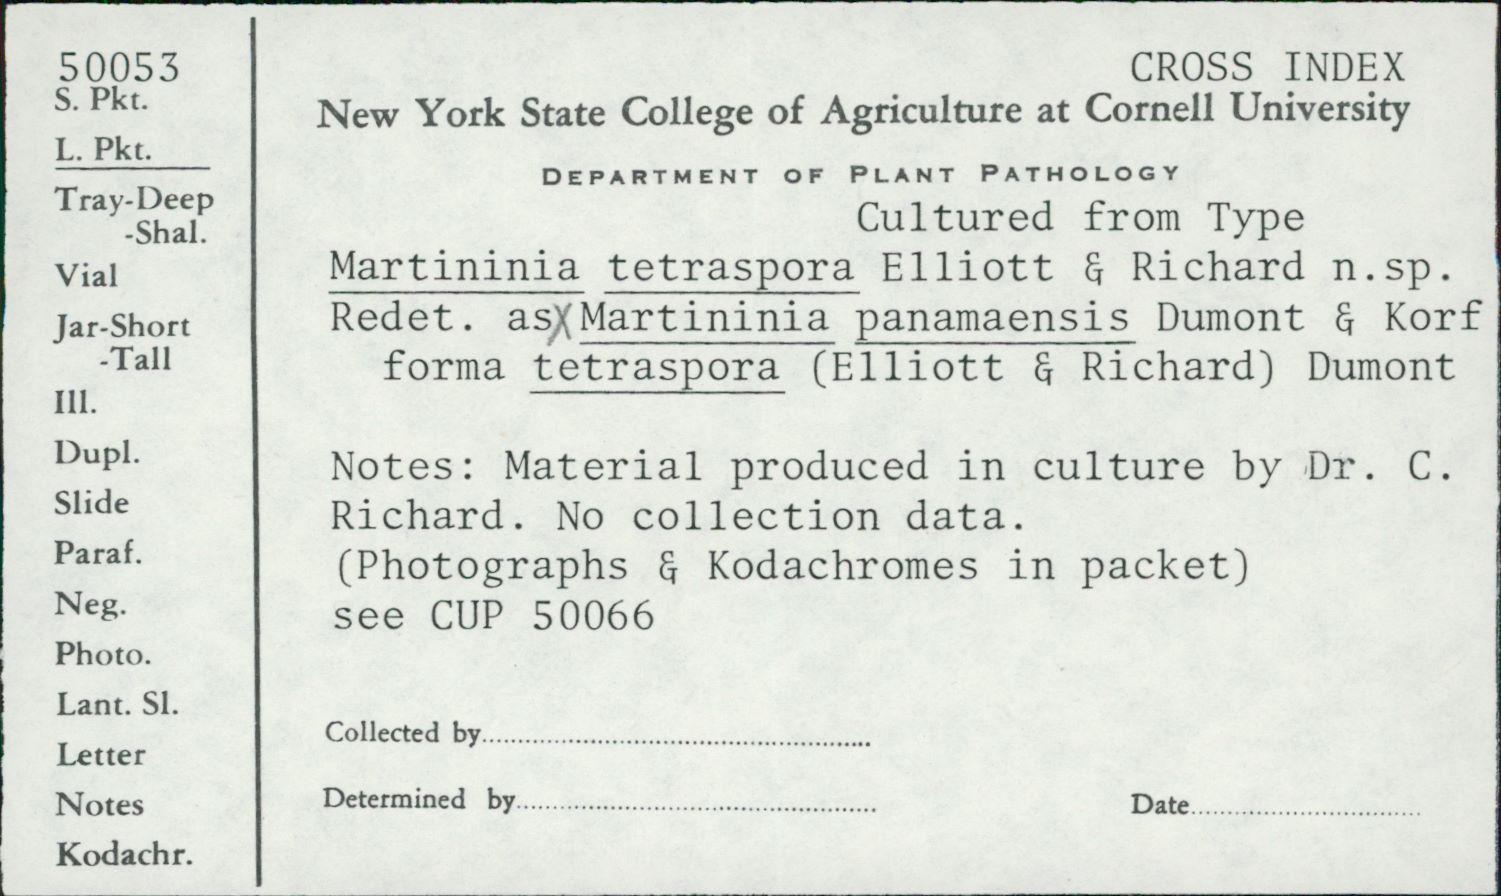 50053
S. Pkt.
L. Pkt.
Tray-Deep
-Shal.
Vial
Jar-Short
-Tall
Ill.
Dupl.
Slide
Paraf.
Neg.
Photo.
Lant. Sl.
Letter
Notes
Kodachr.
CROSS INDEX
New York State College of Agriculture at Cornell University
DEPARTMENT OF PLANT PATHOLOGY
Cultured from Type
Martininia tetraspora Elliott & Richard n.sp.
Redet. as X Martininia panamaensis Dumont & Korf
forma tetraspora (Elliott & Richard) Dumont
Notes: Material produced in culture by Dr. C.
Richard. No collection data.
(Photographs & Kodachromes in packet)
see CUP 50066
Collected by
Determined by
Date